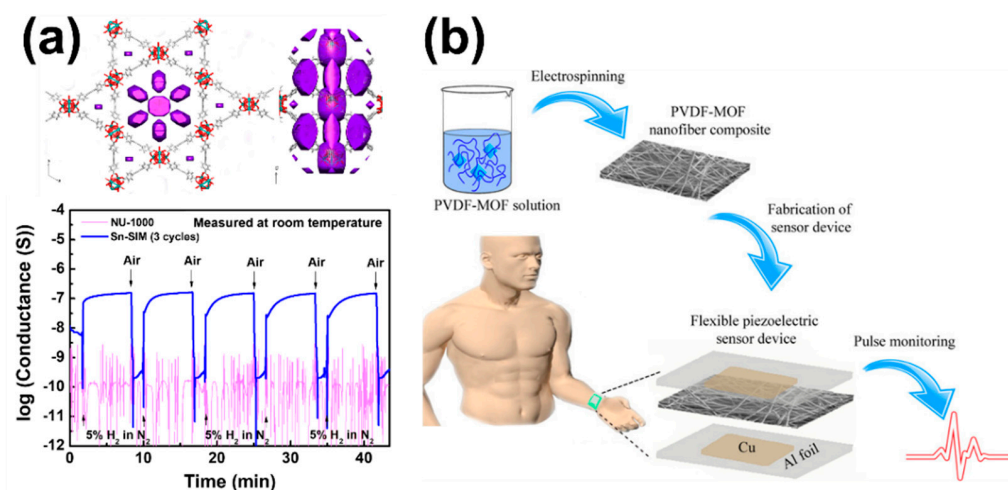 (a)
(b)
Electrospinning
PVDF-MOF
nanofiber composite
PVDF-MOF solution
Fabrication of
sensor device
Flexible piezoelectric
sensor device
Pulse monitoring
Cu
Al foil
log (Conductance (S))
-4
-5
-6
-7
-8
-9
-10
-11
-12
NU-1000
Sn-SIM (3 cycles)
Measured at room temperature
Air
Air
Air
Air
Air
5% H2 in N2
5% H2 in N2
5% H2 in N2
0
10
20
30
40
Time (min)